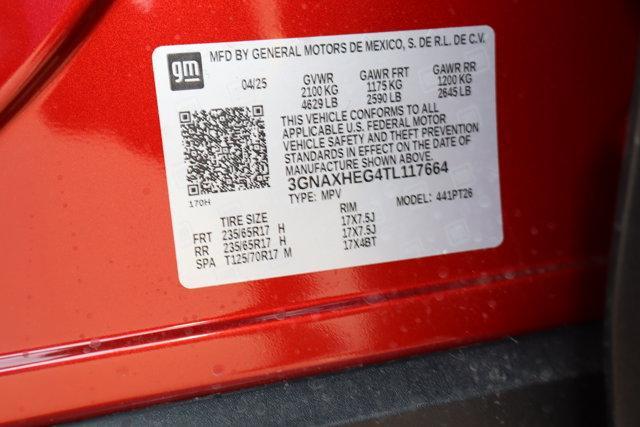 gm
MFD BY GENERAL MOTORS DE MEXICO, S. DE R.L. DE C.V.
04/25 GVWR GAWR FRT GAWR RR
2100 KG 1175 KG 1200 KG
4629 LB 2590 LB 2645 LB
THIS VEHICLE CONFORMS TO ALL
APPLICABLE U.S. FEDERAL MOTOR
VEHICLE SAFETY AND THEFT PREVENTION
STANDARDS IN EFFECT ON THE DATE OF
MANUFACTURE SHOWN ABOVE.
3GNAXHEG4TL117664
170H TYPE: MPV MODEL: 441PT26
TIRE SIZE RIM
FRT 235/65R17 H 17X7.5J
RR 235/65R17 H 17X7.5J
SPA T125/70R17 M 17X4BT